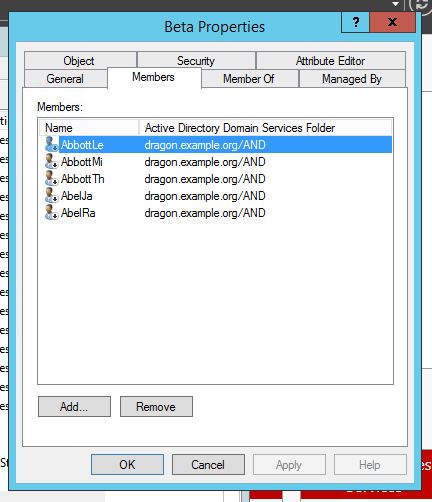 Beta Properties
? x
Object Security Attribute Editor
General Members Member Of Managed By
Members:
Name Active Directory Domain Services Folder
AbbottLe dragon.example.org/AND
AbbottMi dragon.example.org/AND
AbbottTh dragon.example.org/AND
AbelJa dragon.example.org/AND
AbelRa dragon.example.org/AND
Add... Remove
OK Cancel Apply Help